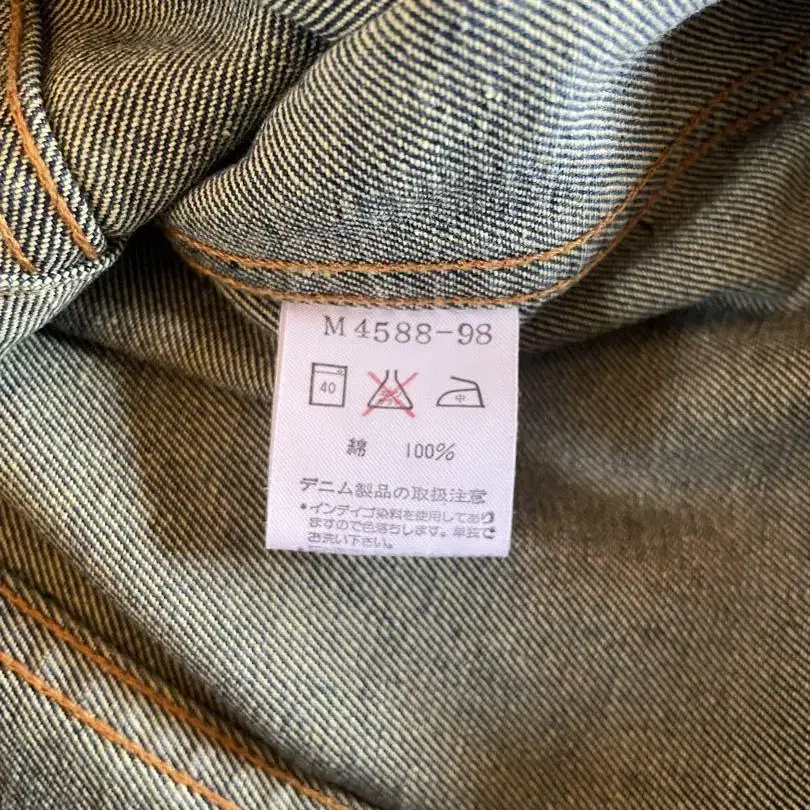 M 4588-98
40
中
綿 100%
デニム製品の取扱注意
•インディゴ染料を使用してあり
ますので色落ちします。単独で
お洗い下さい。